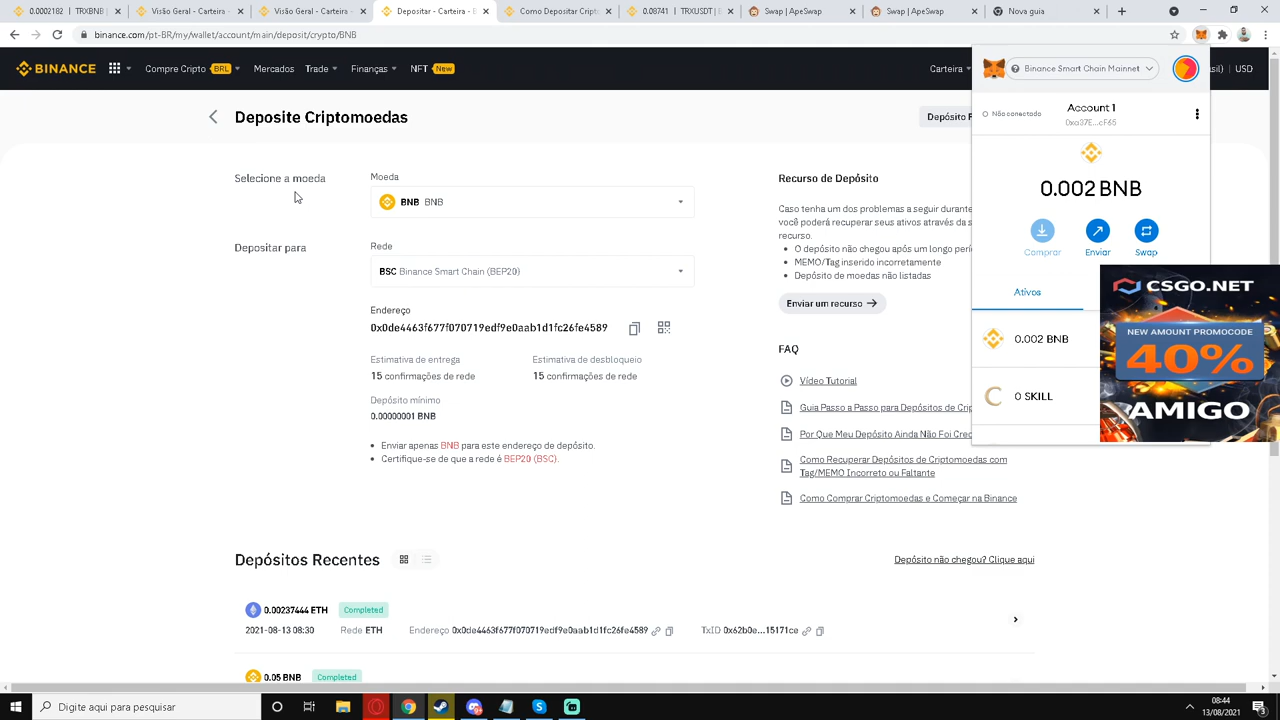 0.0002182 | TRXBNB
Visão Geral - Carteira -
Visão Geral - Carteira -
Depositar - Carteira - B
Como Depositar Cripto
0.08741 | TRXUSDT | B
Swap | ApeSwap
Swap | ApeSwap
Nova guia
binance.com/pt-BR/my/wallet/account/main/deposit/crypto/BNB
BINANCE Compre Cripto BRL Mercados Trade Finanças NFT New Carteira sil) | USD
Deposite Criptomoedas
Depósito F
Selecione a moeda
Moeda
BNB BNB
Depositar para
Rede
BSC Binance Smart Chain (BEP20)
Endereço
0x0de4463f677f070719edf9e0aab1d1fc26fe4589
Estimativa de entrega Estimativa de desbloqueio
15 confirmações de rede 15 confirmações de rede
Depósito mínimo
0.00000001 BNB
Enviar apenas BNB para este endereço de depósito.
Certifique-se de que a rede é BEP20 (BSC).
Recurso de Depósito
Caso tenha um dos problemas a seguir durante
você poderá recuperar seus ativos através da s
recurso.
O depósito não chegou após um longo perí
MEMO/Tag inserido incorretamente
Depósito de moedas não listadas
Enviar um recurso
FAQ
Vídeo Tutorial
Guia Passo a Passo para Depósitos de Crip
Por Que Meu Depósito Ainda Não Foi Crec
Como Recuperar Depósitos de Criptomoedas com
Tag/MEMO Incorreto ou Faltante
Como Comprar Criptomoedas e Começar na Binance
Binance Smart Chain Mainnet
Não conectado
Account 1
0xa37E...cF65
0.002 BNB
Comprar Enviar Swap
Ativos
0.002 BNB
0 SKILL
CSGO.NET
NEW AMOUNT PROMOCODE
40%
AMIGO
Depósitos Recentes
Depósito não chegou? Clique aqui
0.00237444 ETH Completed
2021-08-13 08:30 Rede ETH Endereço 0x0de4463f677f070719edf9e0aab1d1fc26fe4589 TxID 0x62b0e...15171ce
0.05 BNB Completed
Digite aqui para pesquisar
08:44
13/08/2021
3